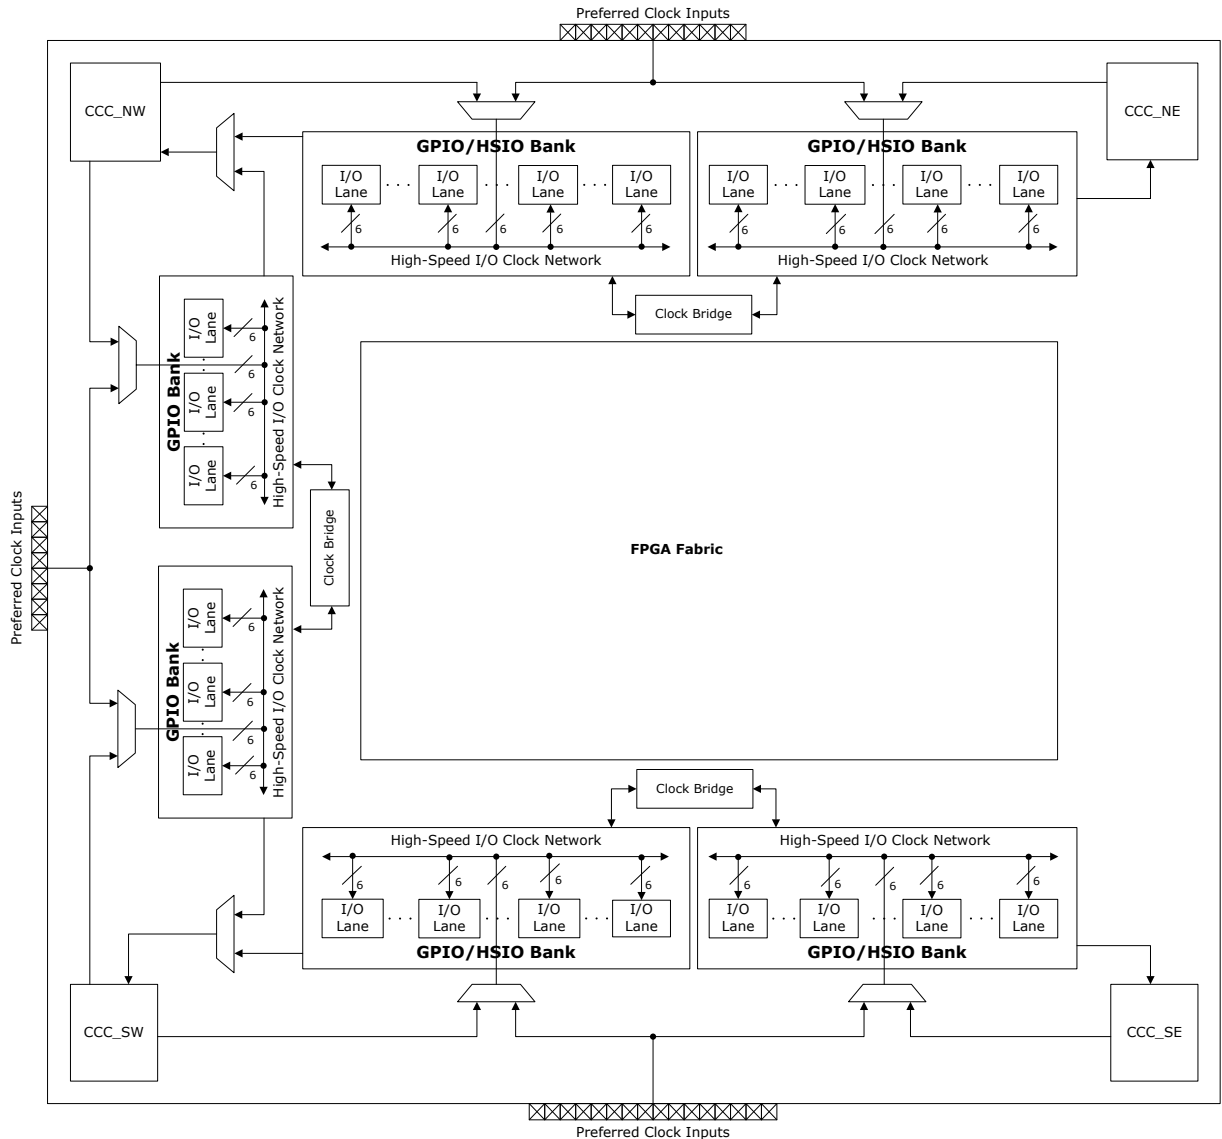 Preferred Clock Inputs
CCC_NW
CCC_NE
GPIO/HSIO Bank
I/O
Lane
. . .
I/O
Lane
. . .
I/O
Lane
. . .
I/O
Lane
6
6
6
6
6
High-Speed I/O Clock Network
GPIO/HSIO Bank
I/O
Lane
. . .
I/O
Lane
. . .
I/O
Lane
. . .
I/O
Lane
6
6
6
6
6
High-Speed I/O Clock Network
Clock Bridge
GPIO Bank
I/O
Lane
. . .
I/O
Lane
. . .
I/O
Lane
6
6
6
6
High-Speed I/O Clock Network
Clock Bridge
Preferred Clock Inputs
FPGA Fabric
GPIO Bank
I/O
Lane
. . .
I/O
Lane
. . .
I/O
Lane
6
6
6
6
High-Speed I/O Clock Network
Clock Bridge
High-Speed I/O Clock Network
6
6
6
6
6
I/O
Lane
. . .
I/O
Lane
. . .
I/O
Lane
. . .
I/O
Lane
GPIO/HSIO Bank
High-Speed I/O Clock Network
6
6
6
6
6
I/O
Lane
. . .
I/O
Lane
. . .
I/O
Lane
. . .
I/O
Lane
GPIO/HSIO Bank
CCC_SW
CCC_SE
Preferred Clock Inputs